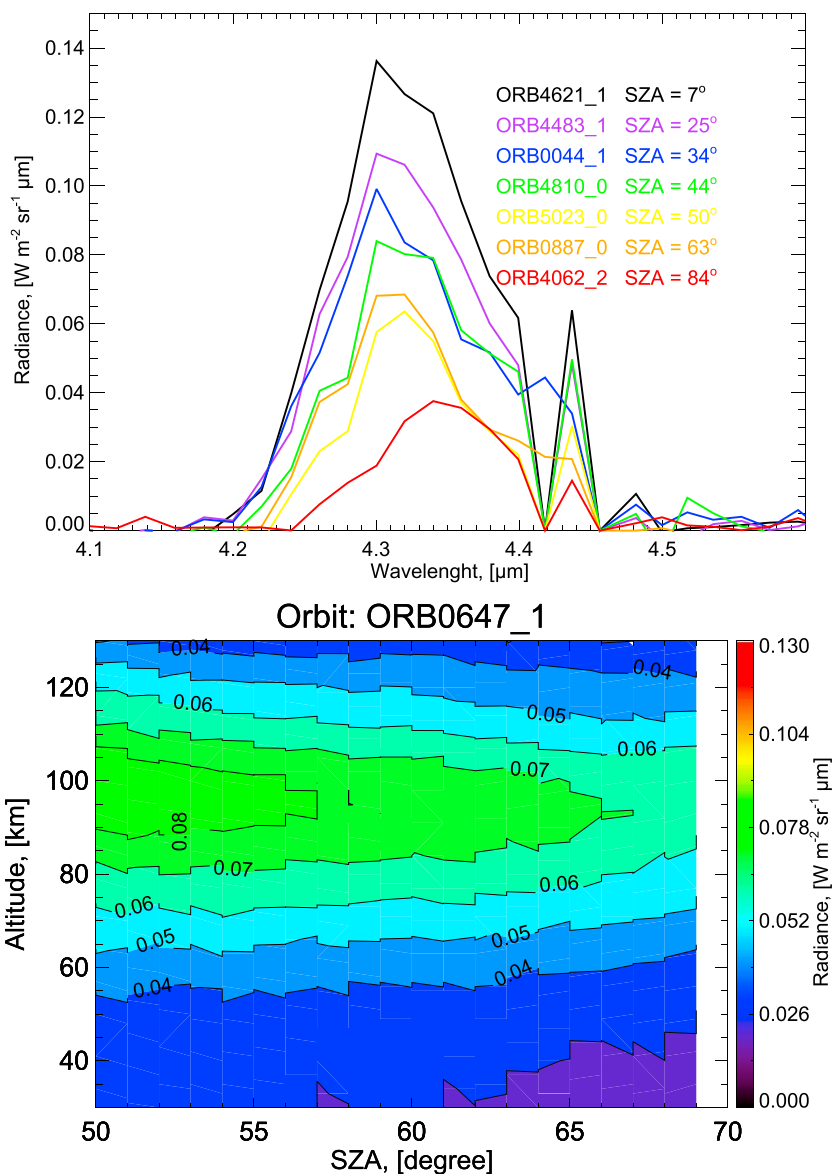 0.14
0.12
0.10
0.08
0.06
0.04
0.02
0.00
Radiance, [W m⁻² sr⁻¹ µm]
ORB4621_1 SZA = 7°
ORB4483_1 SZA = 25°
ORB0044_1 SZA = 34°
ORB4810_0 SZA = 44°
ORB5023_0 SZA = 50°
ORB0887_0 SZA = 63°
ORB4062_2 SZA = 84°
4.1 4.2 4.3 4.4 4.5
Wavelenght, [µm]
Orbit: ORB0647_1
120
100
80
60
40
Altitude, [km]
0.04
0.04
0.06
0.05
0.06
0.07
0.08
0.07
0.06
0.06
0.05
0.05
0.04
0.04
50 55 60 65 70
SZA, [degree]
0.130
0.104
0.078
0.052
0.026
0.000
Radiance, [W m⁻² sr⁻¹ µm]